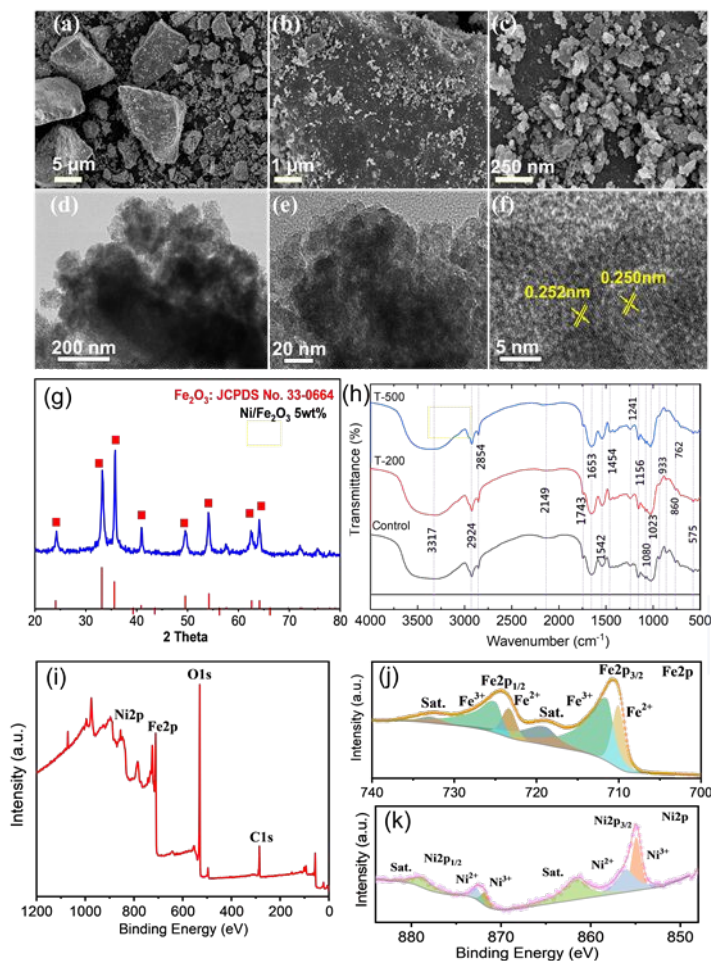 (a)
5 μm
(b)
1 μm
(c)
250 nm
(d)
200 nm
(e)
20 nm
(f)
0.252nm
0.250nm
5 nm
(g)
Fe₂O₃: JCPDS No. 33-0664
Ni/Fe₂O₃ 5wt%
20 30 40 50 60 70 80
2 Theta
(h)
T-500
T-200
Control
3317
2924
2854
2149
1743
1653
1542
1454
1241
1156
1080
1023
933
860
762
575
Transmittance (%)
4000 3500 3000 2500 2000 1500 1000 500
Wavenumber (cm⁻¹)
(i)
O1s
Ni2p
Fe2p
C1s
Intensity (a.u.)
1200 1000 800 600 400 200 0
Binding Energy (eV)
(j)
Fe2p₃/₂ Fe2p
Fe2p₁/₂
Sat. Fe³⁺ Fe²⁺ Sat. Fe³⁺ Fe²⁺
Intensity (a.u.)
740 730 720 710 700
(k)
Ni2p₃/₂ Ni2p
Ni2p₁/₂
Sat. Ni²⁺ Ni³⁺ Sat. Ni²⁺ Ni³⁺
Intensity (a.u.)
880 870 860 850
Binding Energy (eV)